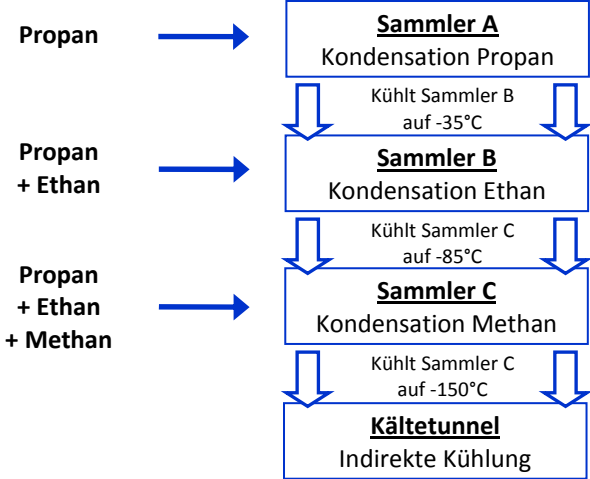 Propan
Sammler A
Kondensation Propan
Kühlt Sammler B
auf -35°C
Propan
+ Ethan
Sammler B
Kondensation Ethan
Kühlt Sammler C
auf -85°C
Propan
+ Ethan
+ Methan
Sammler C
Kondensation Methan
Kühlt Sammler C
auf -150°C
Kältetunnel
Indirekte Kühlung